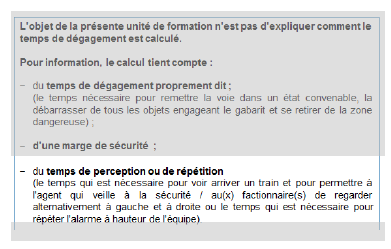 L'objet de la présente unité de formation n'est pas d'expliquer comment le
temps de dégagement est calculé.
Pour information, le calcul tient compte :
– du temps de dégagement proprement dit ;
(le temps nécessaire pour remettre la voie dans un état convenable, la
débarrasser de tous les objets engageant le gabarit et se retirer de la zone
dangereuse) ;
– d'une marge de sécurité ;
– du temps de perception ou de répétition
(le temps qui est nécessaire pour voir arriver un train et pour permettre à
l'agent qui veille à la sécurité / au(x) factionnaire(s) de regarder
alternativement à gauche et à droite ou le temps qui est nécessaire pour
répéter l'alarme à hauteur de l'équipe)